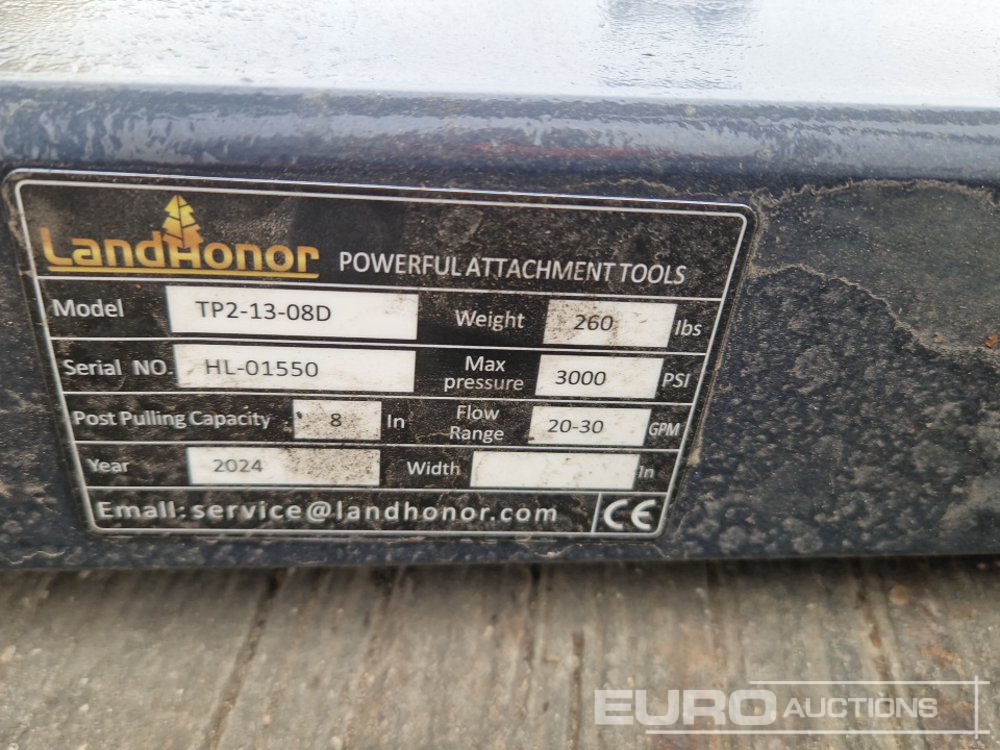 LandHonor POWERFUL ATTACHMENT TOOLS
Model TP2-13-08D Weight 260 lbs
Serial NO. HL-01550 Max pressure 3000 PSI
Post Pulling Capacity 8 In Flow Range 20-30 GPM
Year 2024 Width In
Email: service@landhonor.com CE
EURO AUCTIONS